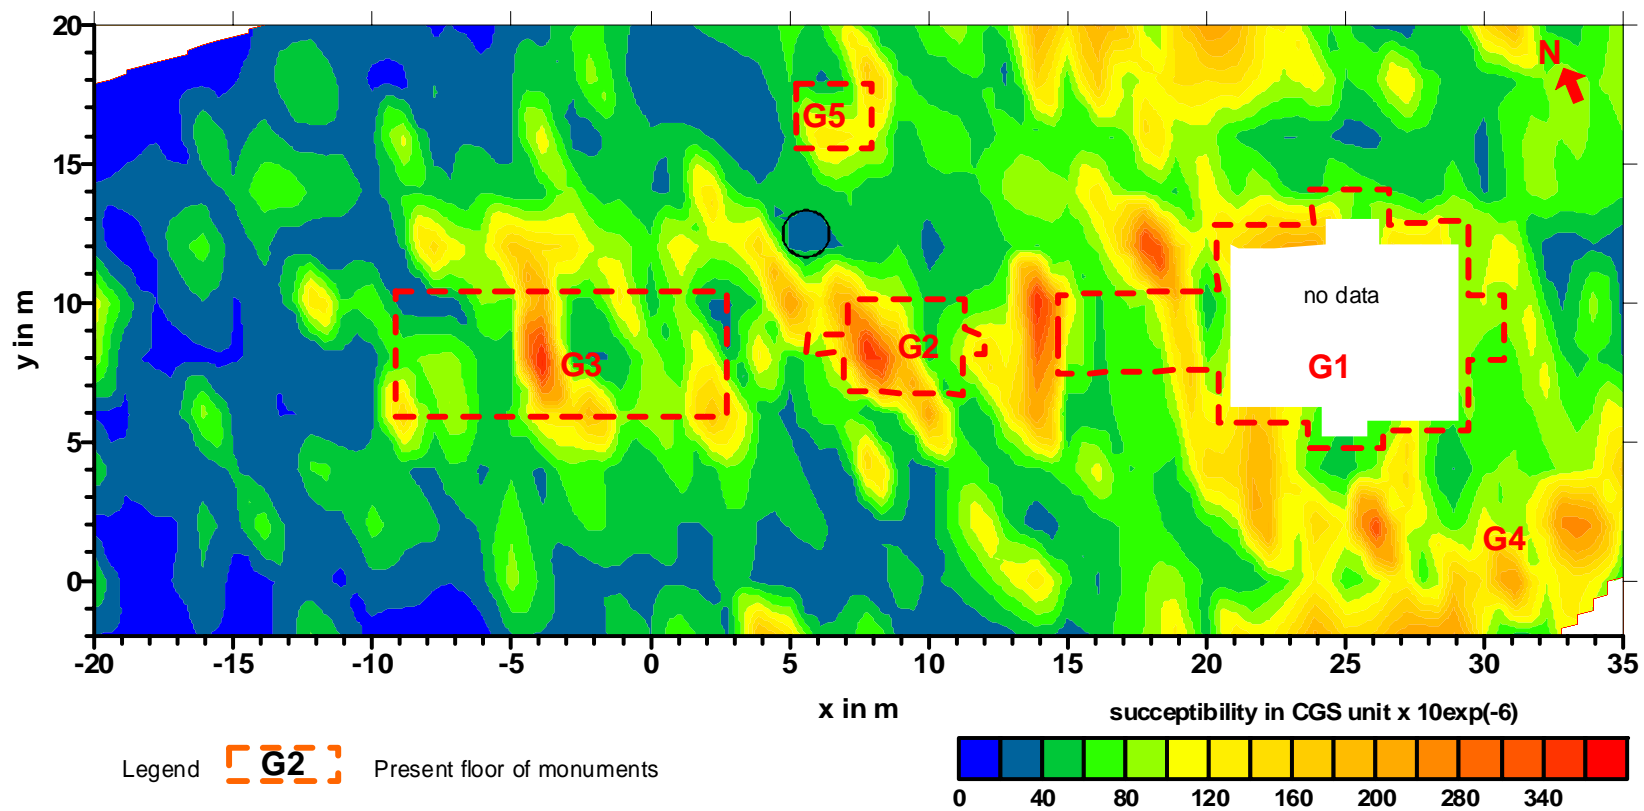 20
15
10
5
0
y in m
N
G5
no data
G3
G2
G1
G4
-20 -15 -10 -5 0 5 10 15 20 25 30 35
x in m
succeptibility in CGS unit x 10exp(-6)
Legend G2 Present floor of monuments
0 40 80 120 160 200 280 340